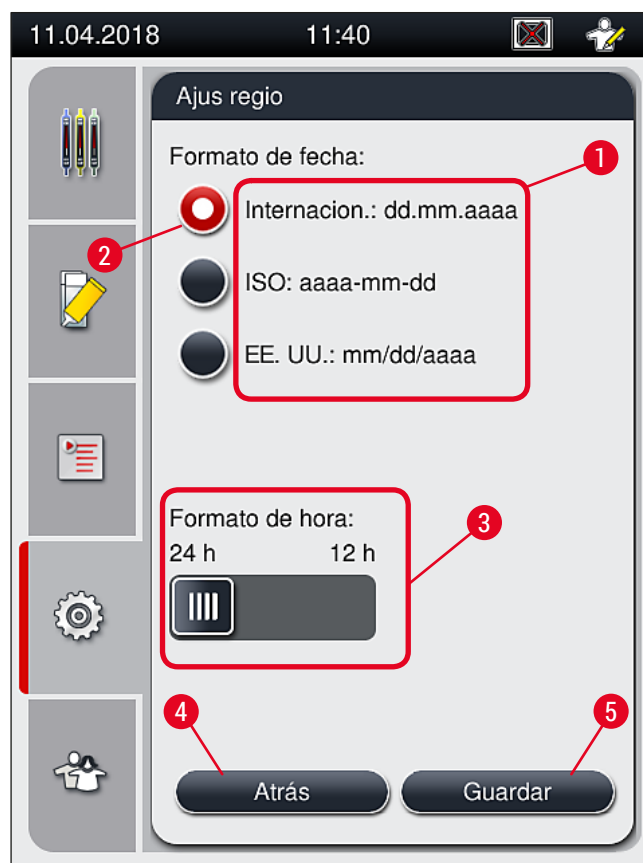 11.04.2018 11:40
Ajus regio
Formato de fecha:
1
Internacion.: dd.mm.aaaa
2
ISO: aaaa-mm-dd
EE. UU.: mm/dd/aaaa
Formato de hora:
3
24 h 12 h
4
5
Atrás Guardar